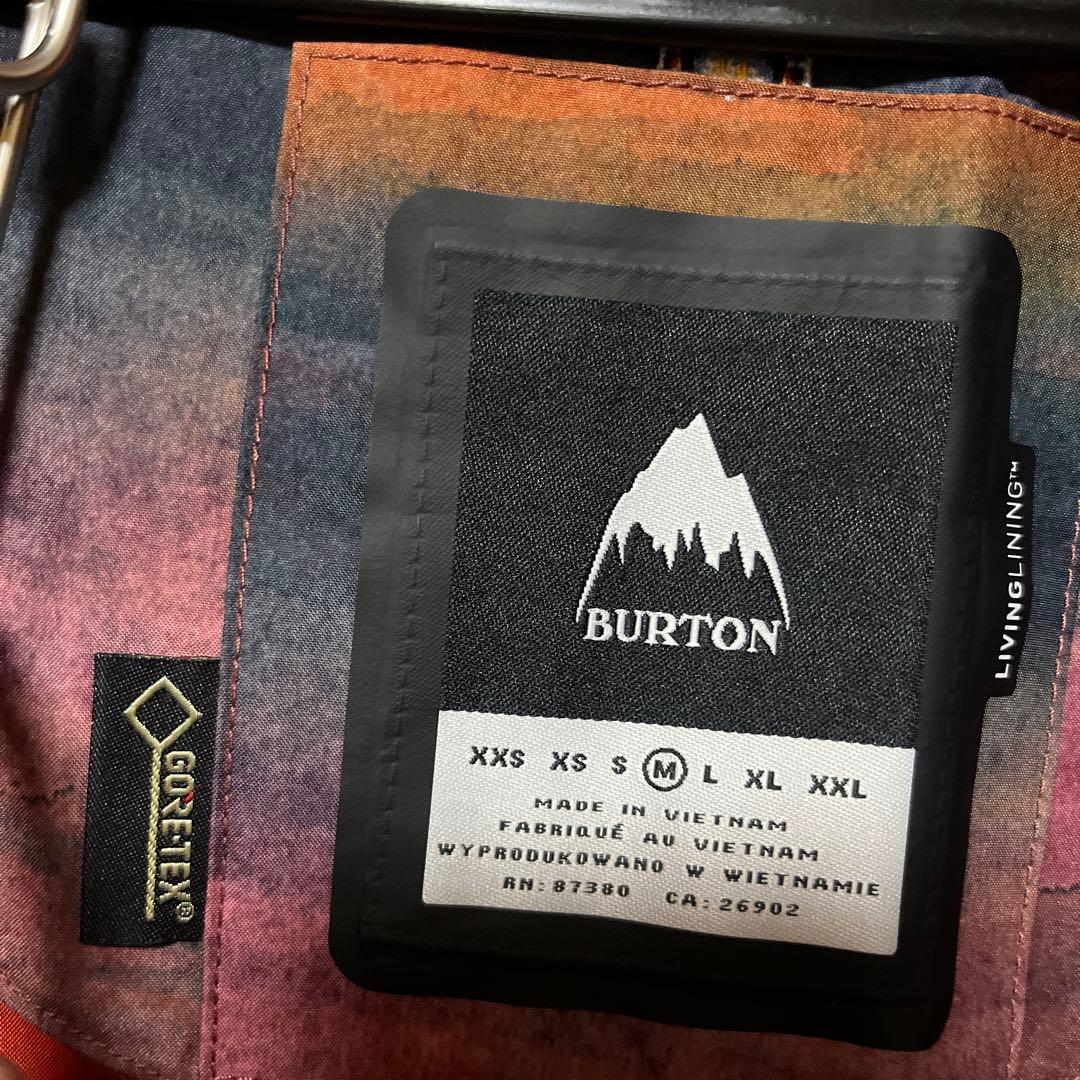 BURTON
XXS XS S M L XL XXL
MADE IN VIETNAM
FABRIQUÉ AU VIETNAM
WYPRODUKOWANO W WIETNAMIE
RN: 87380 CA: 26902
LIVINGLINING™
GORE-TEX®